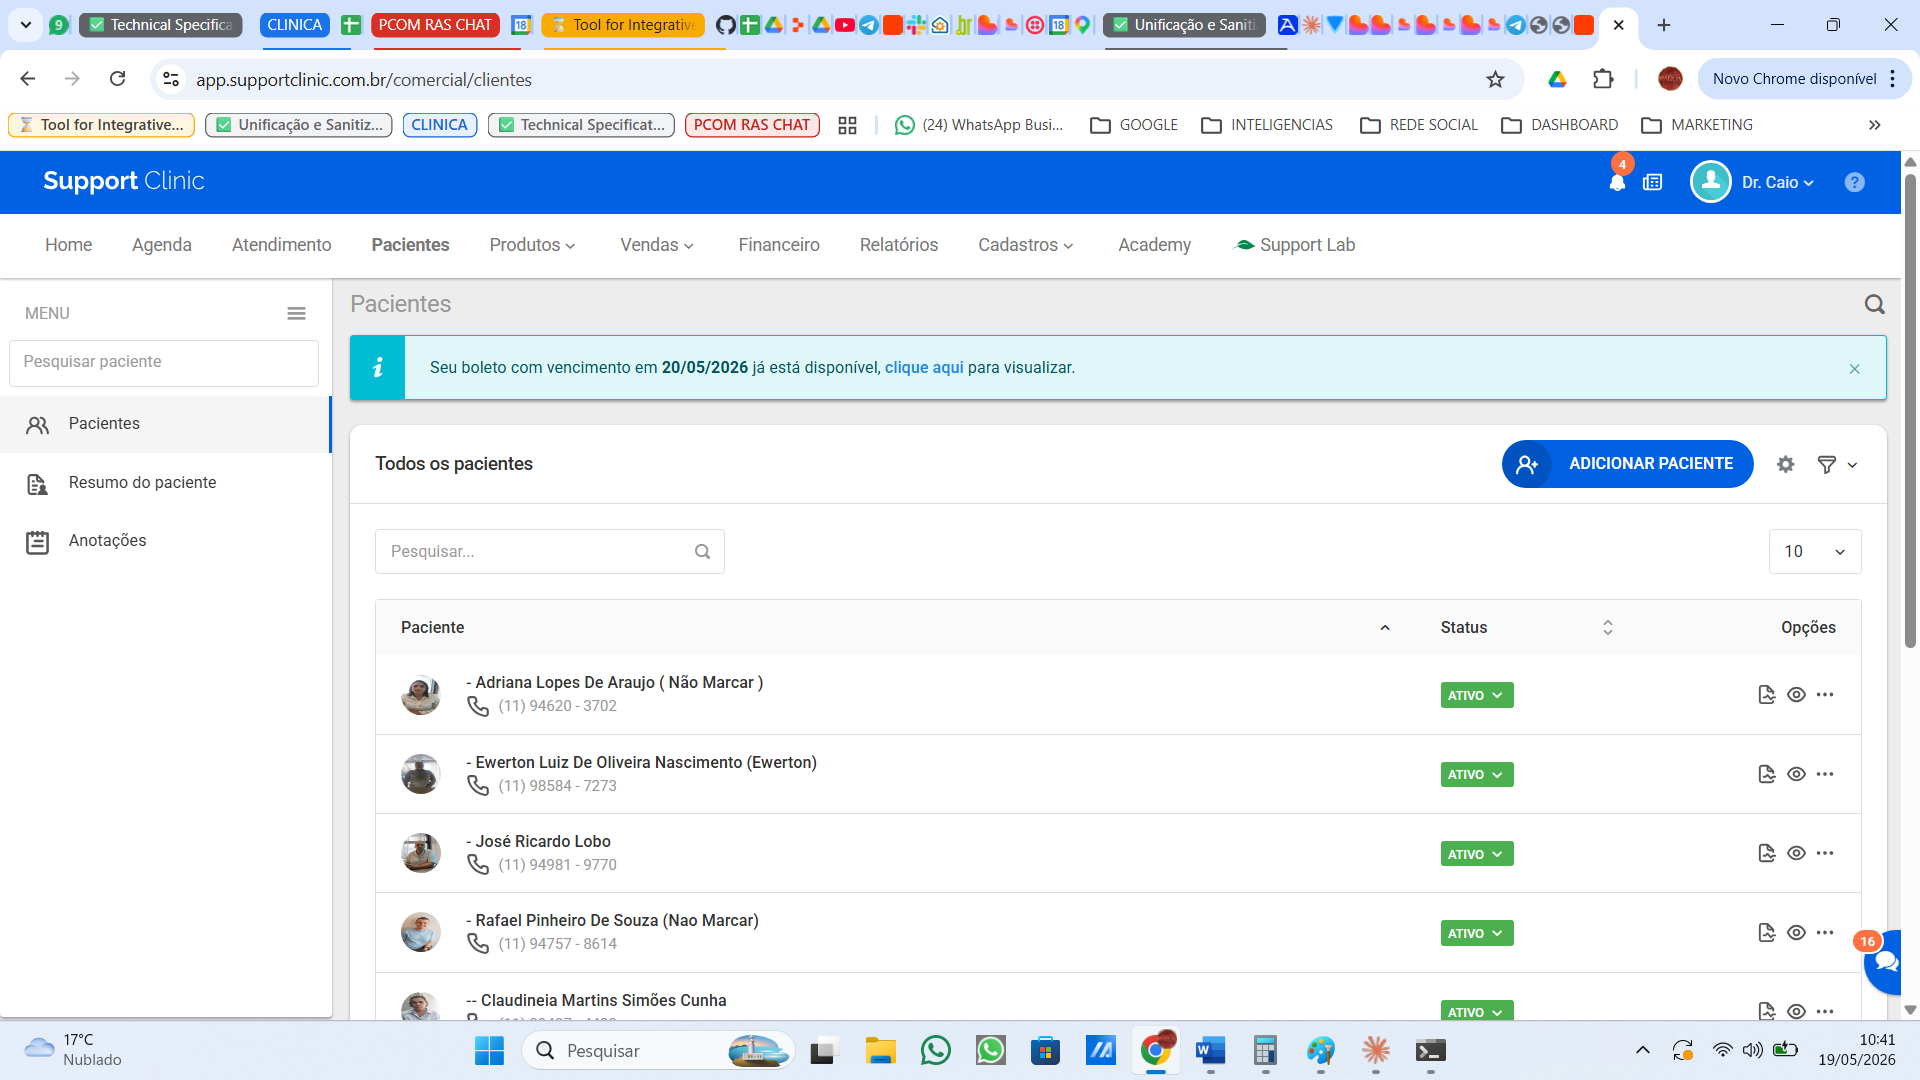 9
✅ Technical Specifica
CLINICA
PCOM RAS CHAT
18
⌛ Tool for Integrative
18
✅ Unificação e Saniti
app.supportclinic.com.br/comercial/clientes
Novo Chrome disponível
⌛ Tool for Integrative...
✅ Unificação e Sanitiz...
CLINICA
✅ Technical Specificat...
PCOM RAS CHAT
(24) WhatsApp Busi...
GOOGLE
INTELIGENCIAS
REDE SOCIAL
DASHBOARD
MARKETING
»
Support Clinic
4
Dr. Caio
?
Home
Agenda
Atendimento
Pacientes
Produtos
Vendas
Financeiro
Relatórios
Cadastros
Academy
Support Lab
MENU
Pesquisar paciente
Pacientes
Resumo do paciente
Anotações
Pacientes
i
Seu boleto com vencimento em 20/05/2026 já está disponível, clique aqui para visualizar.
×
Todos os pacientes
ADICIONAR PACIENTE
Pesquisar...
10
Paciente
Status
Opções
- Adriana Lopes De Araujo ( Não Marcar )
(11) 94620 - 3702
ATIVO
- Ewerton Luiz De Oliveira Nascimento (Ewerton)
(11) 98584 - 7273
ATIVO
- José Ricardo Lobo
(11) 94981 - 9770
ATIVO
- Rafael Pinheiro De Souza (Nao Marcar)
(11) 94757 - 8614
ATIVO
-- Claudineia Martins Simões Cunha
ATIVO
16
17°C
Nublado
Pesquisar
10:41
19/05/2026